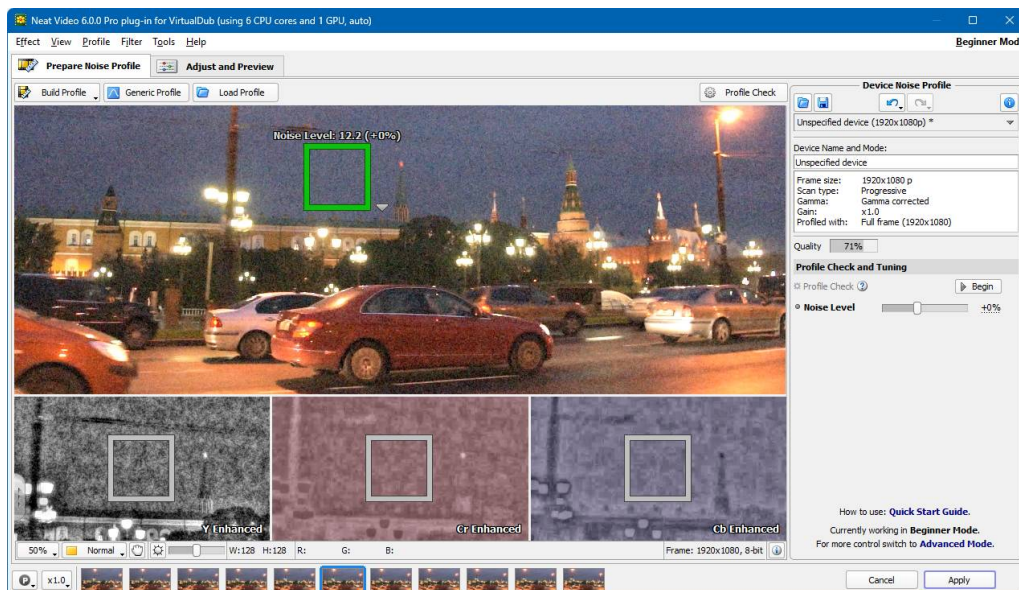 Neat Video 6.0.0 Pro plug-in for VirtualDub (using 6 CPU cores and 1 GPU, auto)
Effect View Profile Filter Tools Help Beginner Mod
Prepare Noise Profile Adjust and Preview
Build Profile Generic Profile Load Profile Profile Check
Device Noise Profile
Unspecified device (1920x1080p) *
Noise Level: 12.2 (+0%)
Device Name and Mode:
Unspecified device
Frame size: 1920x1080 p
Scan type: Progressive
Gamma: Gamma corrected
Gain: x1.0
Profiled with: Full frame (1920x1080)
Quality 71%
Profile Check and Tuning
Profile Check Begin
Noise Level +0%
Y Enhanced Cr Enhanced Cb Enhanced
How to use: Quick Start Guide.
Currently working in Beginner Mode.
For more control switch to Advanced Mode.
50% Normal W:128 H:128 R: G: B: Frame: 1920x1080, 8-bit
P x1.0 Cancel Apply